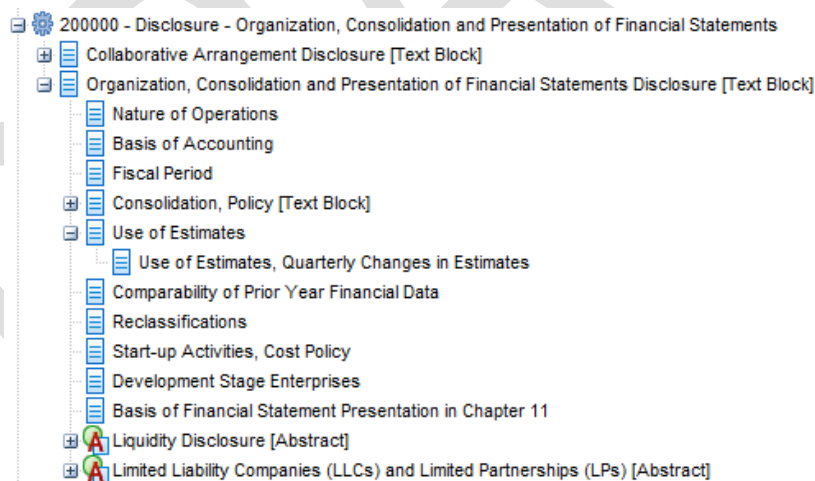 200000 - Disclosure - Organization, Consolidation and Presentation of Financial Statements
Collaborative Arrangement Disclosure [Text Block]
Organization, Consolidation and Presentation of Financial Statements Disclosure [Text Block]
Nature of Operations
Basis of Accounting
Fiscal Period
Consolidation, Policy [Text Block]
Use of Estimates
Use of Estimates, Quarterly Changes in Estimates
Comparability of Prior Year Financial Data
Reclassifications
Start-up Activities, Cost Policy
Development Stage Enterprises
Basis of Financial Statement Presentation in Chapter 11
Liquidity Disclosure [Abstract]
Limited Liability Companies (LLCs) and Limited Partnerships (LPs) [Abstract]